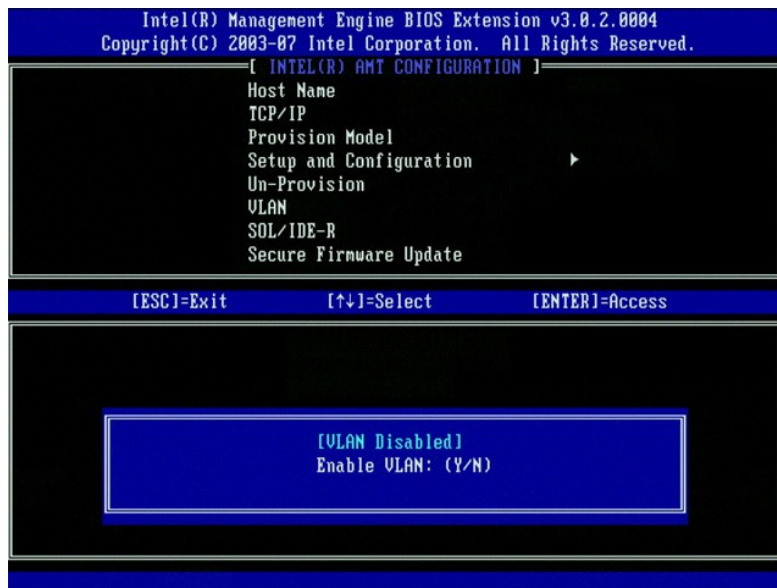 Intel(R) Management Engine BIOS Extension v3.0.2.0004
Copyright(C) 2003-07 Intel Corporation. All Rights Reserved.
[ INTEL(R) AMT CONFIGURATION ]
Host Name
TCP/IP
Provision Model
Setup and Configuration
Un-Provision
VLAN
SOL/IDE-R
Secure Firmware Update
[ESC]=Exit [↑↓]=Select [ENTER]=Access
[VLAN Disabled]
Enable VLAN: (Y/N)